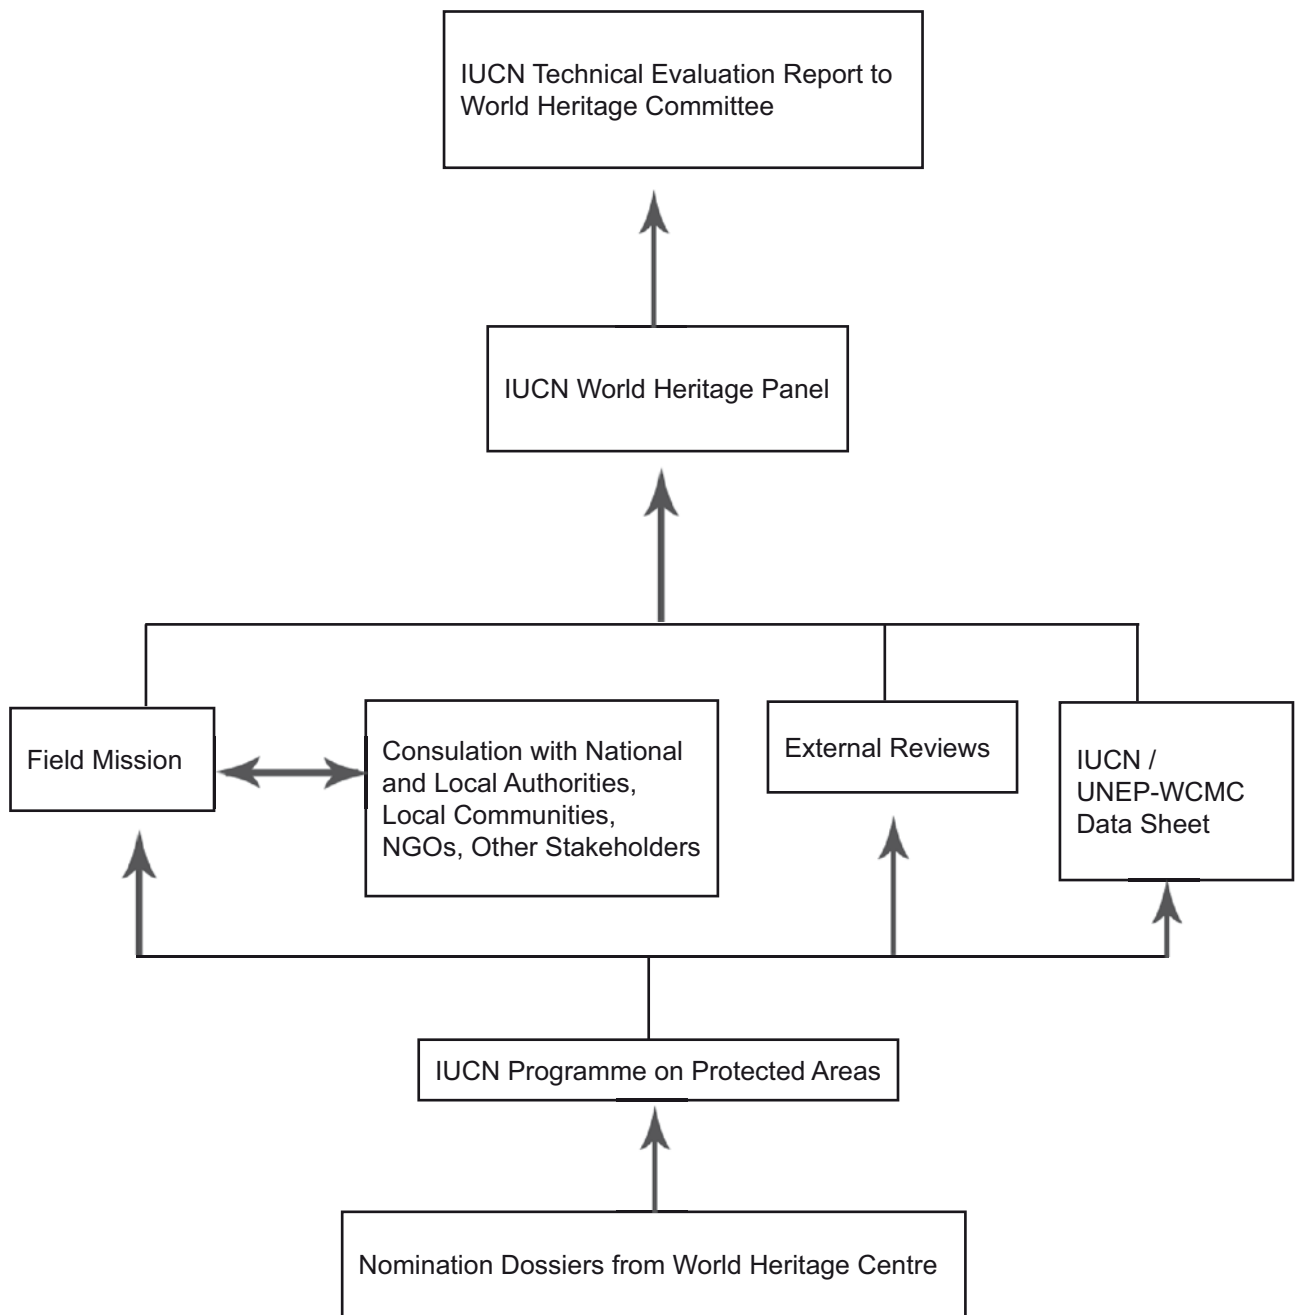 IUCN Technical Evaluation Report to
World Heritage Committee
IUCN World Heritage Panel
Field Mission
Consulation with National
and Local Authorities,
Local Communities,
NGOs, Other Stakeholders
External Reviews
IUCN /
UNEP-WCMC
Data Sheet
IUCN Programme on Protected Areas
Nomination Dossiers from World Heritage Centre